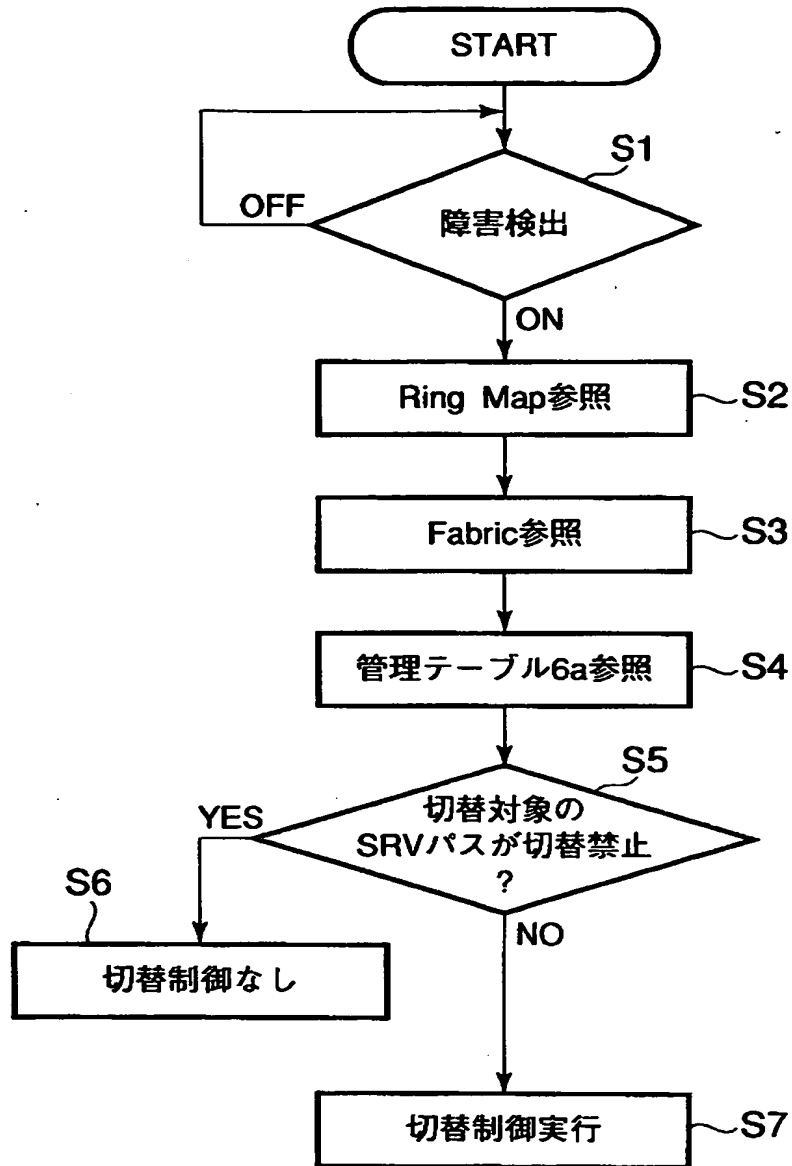 START
S1
OFF
障害検出
ON
Ring Map参照
S2
Fabric参照
S3
管理テーブル6a参照
S4
S5
YES
切替対象の
SRVパスが切替禁止
?
S6
NO
切替制御なし
切替制御実行
S7